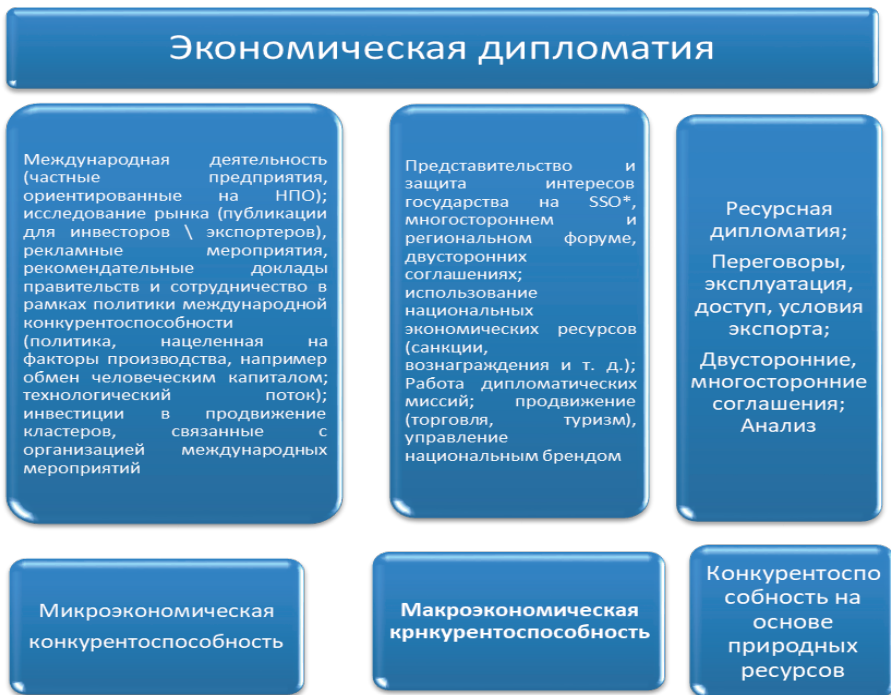 Экономическая дипломатия
Международная деятельность
(частные предприятия,
ориентированные на НПО);
исследование рынка (публикации
для инвесторов \ экспортеров),
рекламные мероприятия,
рекомендательные доклады
правительств и сотрудничество в
рамках политики международной
конкурентоспособности
(политика, нацеленная на
факторы производства, например
обмен человеческим капиталом;
технологический поток);
инвестиции в продвижение
кластеров, связанные с
организацией международных
мероприятий
Представительство и
защита интересов
государства на SSO*,
многостороннем и
региональном форуме,
двусторонних
соглашениях;
использование
национальных
экономических ресурсов
(санкции,
вознаграждения и т. д.);
Работа дипломатических
миссий; продвижение
(торговля, туризм),
управление
национальным брендом
Ресурсная
дипломатия;
Переговоры,
эксплуатация,
доступ, условия
экспорта;
Двусторонние,
многосторонние
соглашения;
Анализ
Микроэкономическая
конкурентоспособность
Макроэкономическая
крнкурентоспособность
Конкурентоспо
собность на
основе
природных
ресурсов